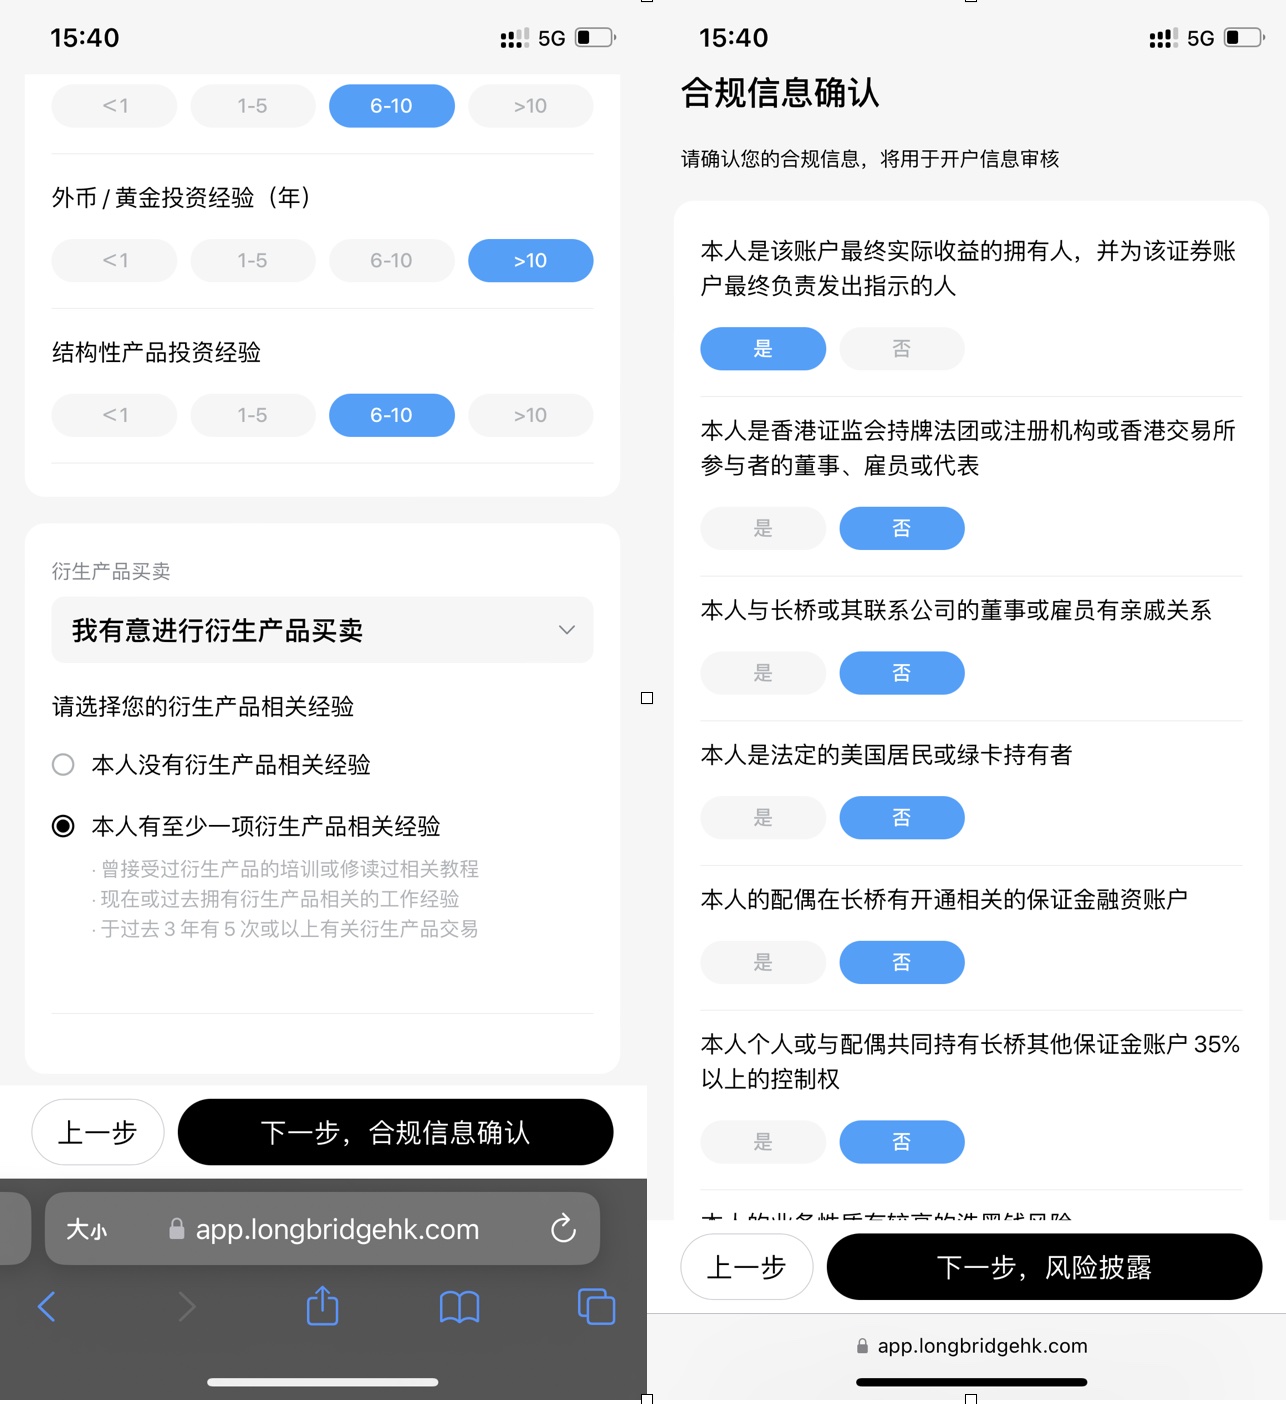 15:40
5G
<1 1-5 6-10 >10
外币 / 黄金投资经验（年）
<1 1-5 6-10 >10
结构性产品投资经验
<1 1-5 6-10 >10
衍生产品买卖
我有意进行衍生产品买卖
请选择您的衍生产品相关经验
本人没有衍生产品相关经验
本人有至少一项衍生产品相关经验
· 曾接受过衍生产品的培训或修读过相关教程
· 现在或过去拥有衍生产品相关的工作经验
· 于过去 3 年有 5 次或以上有关衍生产品交易
上一步 下一步，合规信息确认
大小 app.longbridgehk.com
15:40
5G
合规信息确认
请确认您的合规信息，将用于开户信息审核
本人是该账户最终实际收益的拥有人，并为该证券账
户最终负责发出指示的人
是 否
本人是香港证监会持牌法团或注册机构或香港交易所
参与者的董事、雇员或代表
是 否
本人与长桥或其联系公司的董事或雇员有亲戚关系
是 否
本人是法定的美国居民或绿卡持有者
是 否
本人的配偶在长桥有开通相关的保证金融资账户
是 否
本人个人或与配偶共同持有长桥其他保证金账户 35%
以上的控制权
是 否
本人的业务性质有较高的洗黑钱风险
上一步 下一步，风险披露
app.longbridgehk.com